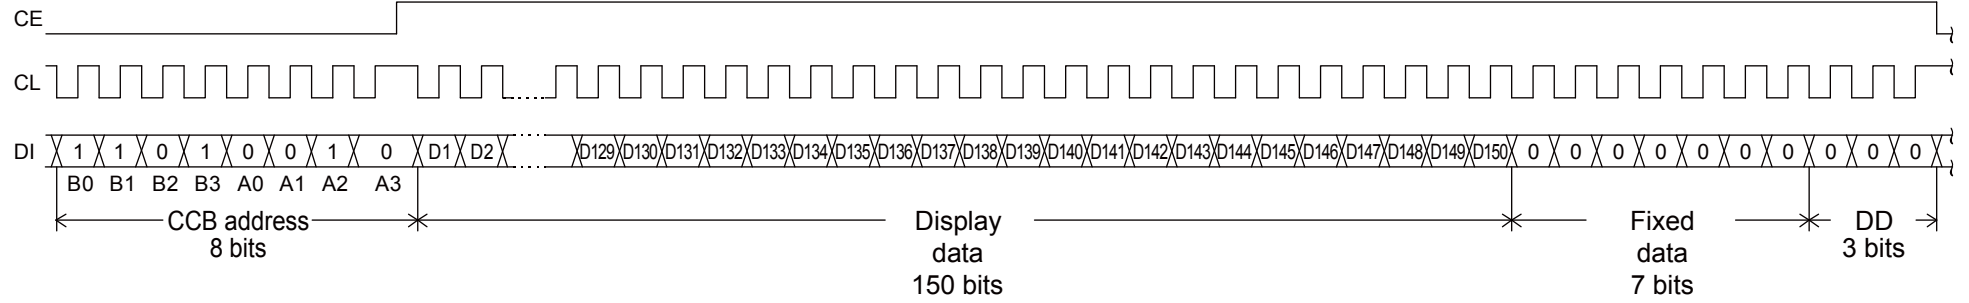 CE
CL
DI 1 1 0 1 0 0 1 0 D1 D2 D129 D130 D131 D132 D133 D134 D135 D136 D137 D138 D139 D140 D141 D142 D143 D144 D145 D146 D147 D148 D149 D150 0 0 0 0 0 0 0 0 0 0
B0 B1 B2 B3 A0 A1 A2 A3
CCB address
8 bits
Display
data
150 bits
Fixed
data
7 bits
DD
3 bits